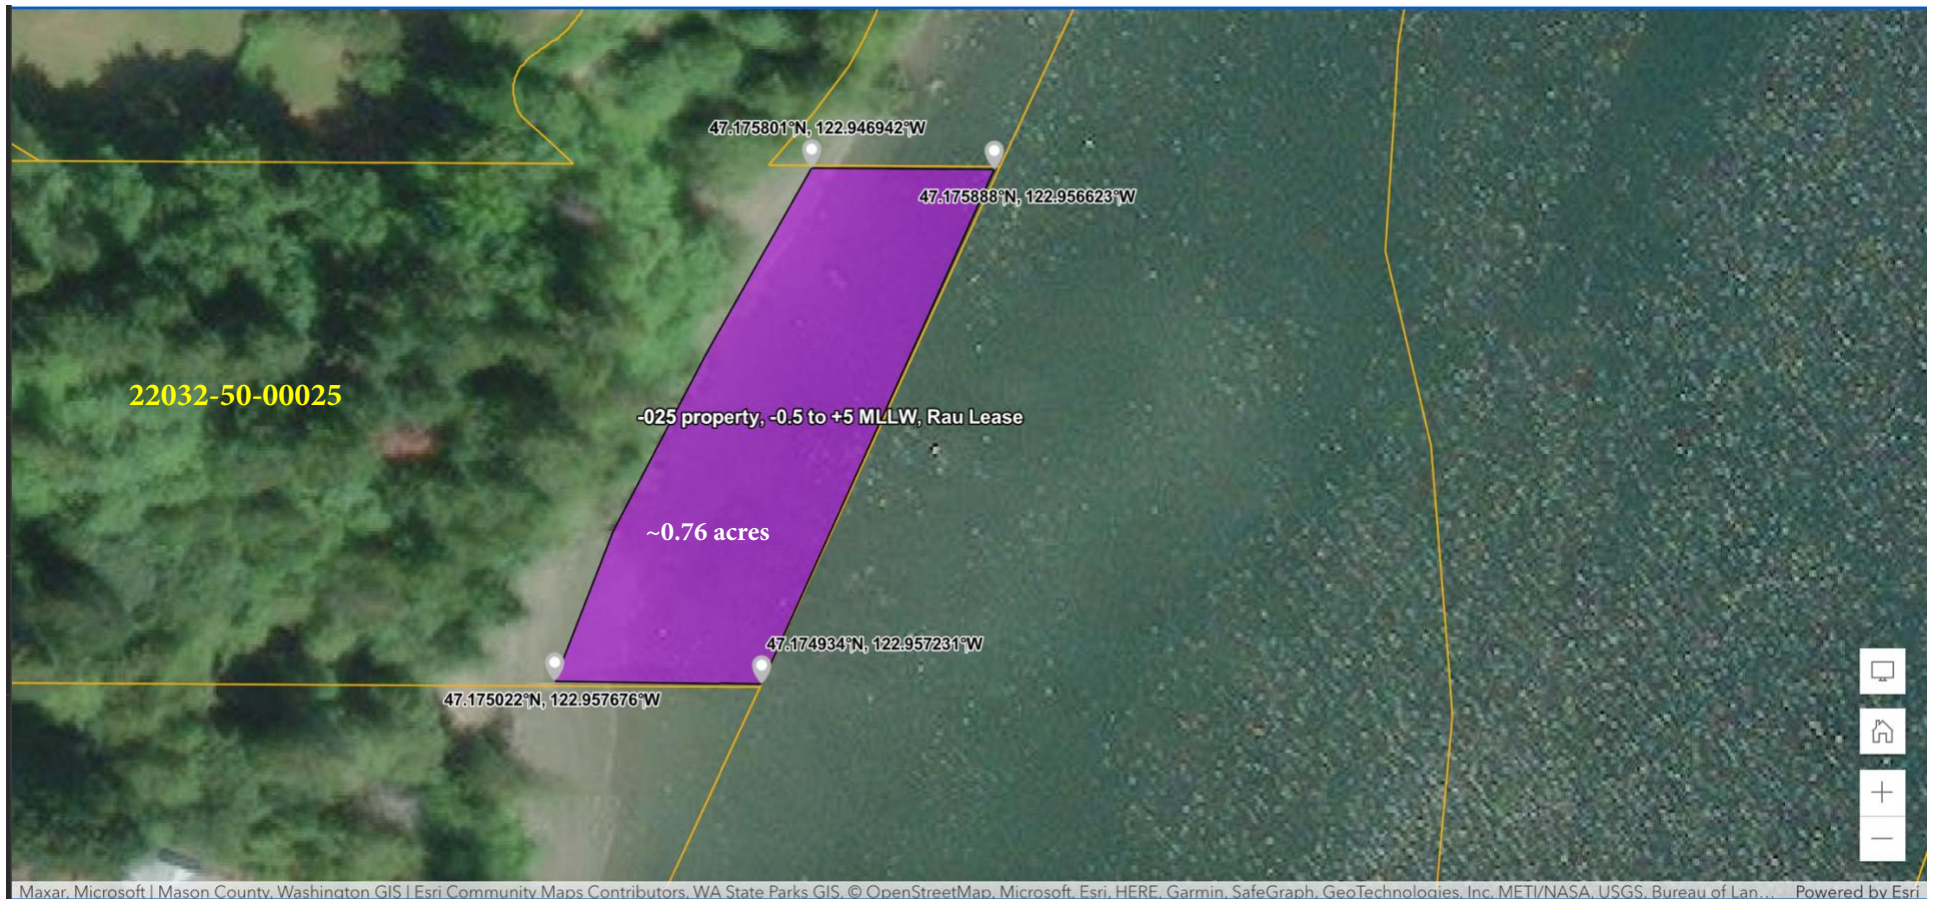 47.175801°N, 122.946942°W
47.175888°N, 122.956623°W
22032-50-00025
-025 property, -0.5 to +5 MLLW, Rau Lease
~0.76 acres
47.174934°N, 122.957231°W
47.175022°N, 122.957676°W
Maxar, Microsoft | Mason County, Washington GIS | Esri Community Maps Contributors, WA State Parks GIS, © OpenStreetMap, Microsoft, Esri, HERE, Garmin, SafeGraph, GeoTechnologies, Inc, METI/NASA, USGS, Bureau of Lan... Powered by Esri